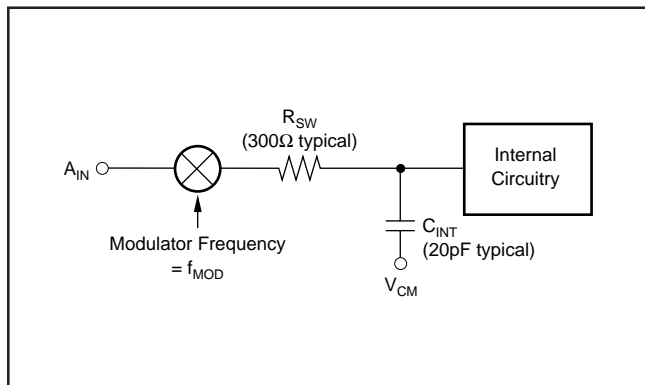 R_SW
(300Ω typical)
A_IN
Internal
Circuitry
Modulator Frequency
= f_MOD
C_INT
(20pF typical)
V_CM